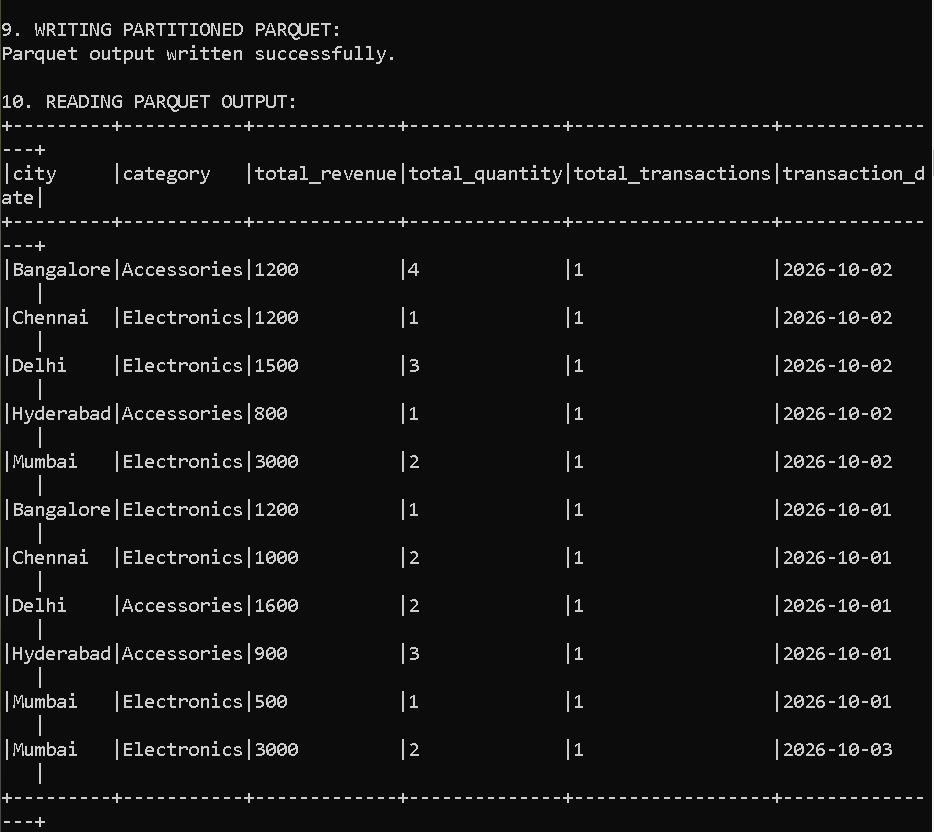 9. WRITING PARTITIONED PARQUET:
Parquet output written successfully.
10. READING PARQUET OUTPUT:
+---------+-----------+-------------+--------------+------------------+-------------
---+
|city     |category   |total_revenue|total_quantity|total_transactions|transaction_d
ate|
+---------+-----------+-------------+--------------+------------------+-------------
---+
|Bangalore|Accessories|1200         |4             |1                 |2026-10-02
   |
|Chennai  |Electronics|1200         |1             |1                 |2026-10-02
   |
|Delhi    |Electronics|1500         |3             |1                 |2026-10-02
   |
|Hyderabad|Accessories|800          |1             |1                 |2026-10-02
   |
|Mumbai   |Electronics|3000         |2             |1                 |2026-10-02
   |
|Bangalore|Electronics|1200         |1             |1                 |2026-10-01
   |
|Chennai  |Electronics|1000         |2             |1                 |2026-10-01
   |
|Delhi    |Accessories|1600         |2             |1                 |2026-10-01
   |
|Hyderabad|Accessories|900          |3             |1                 |2026-10-01
   |
|Mumbai   |Electronics|500          |1             |1                 |2026-10-01
   |
|Mumbai   |Electronics|3000         |2             |1                 |2026-10-03
   |
+---------+-----------+-------------+--------------+------------------+-------------
---+